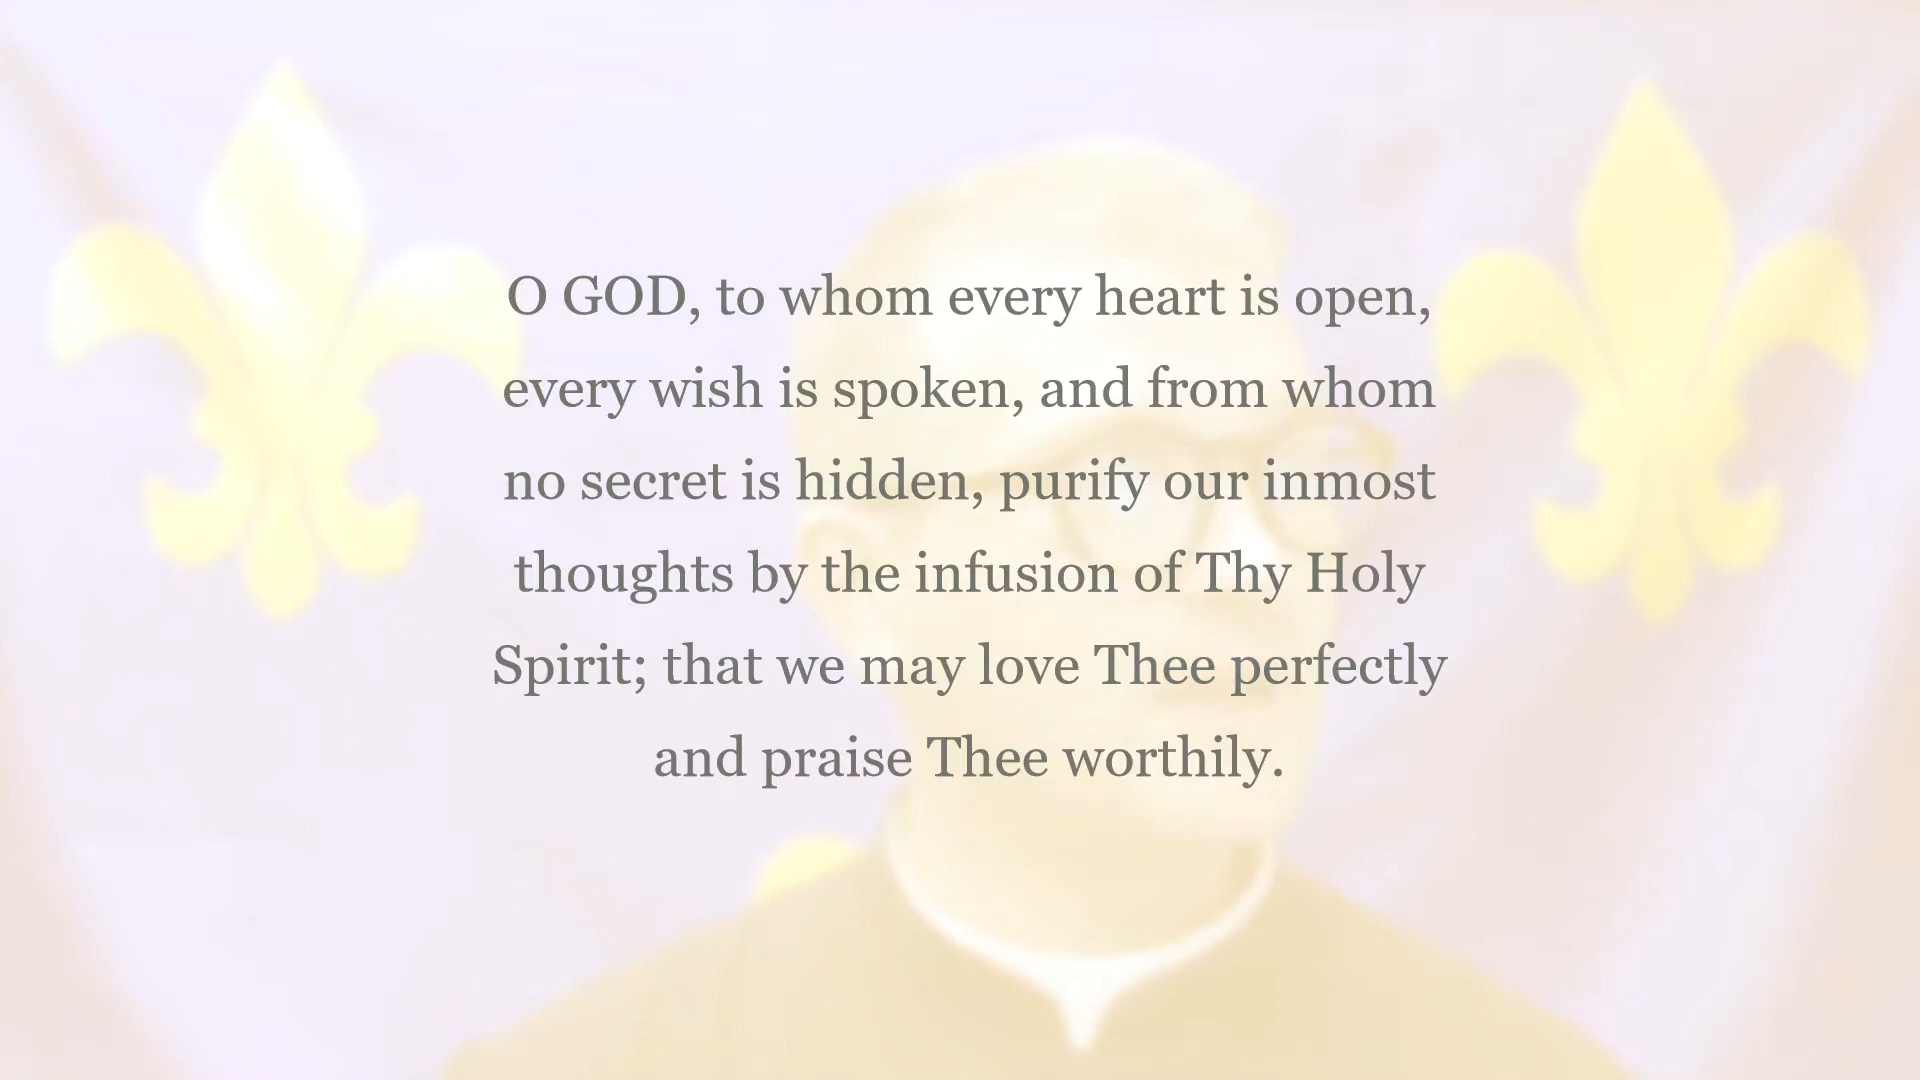 O GOD, to whom every heart is open,
every wish is spoken, and from whom
no secret is hidden, purify our inmost
thoughts by the infusion of Thy Holy
Spirit; that we may love Thee perfectly
and praise Thee worthily.